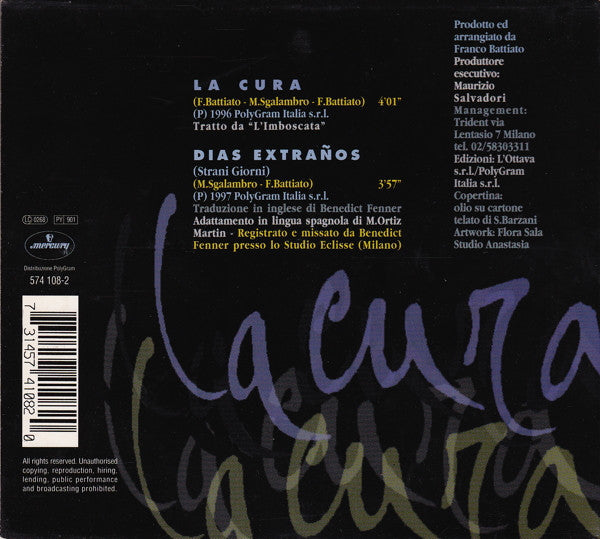 LA CURA
(F.Battiato - M.Sgalambro - F.Battiato) 4'01"
(P) 1996 PolyGram Italia s.r.l.
Tratto da "L'Imboscata"
DIAS EXTRAÑOS
(Strani Giorni)
(M.Sgalambro - F.Battiato) 3'57"
(P) 1997 PolyGram Italia s.r.l.
Traduzione in inglese di Benedict Fenner
Adattamento in lingua spagnola di M.Ortiz
Martin - Registrato e missato da Benedict
Fenner presso lo Studio Eclisse (Milano)
Prodotto ed
arrangiato da
Franco Battiato
Produttore
esecutivo:
Maurizio
Salvadori
Management:
Trident via
Lentasio 7 Milano
tel. 02/58303311
Edizioni: L'Ottava
s.r.l./PolyGram
Italia s.r.l.
Copertina:
olio su cartone
telato di S.Barzani
Artwork: Flora Sala
Studio Anastasia
LC 0268 PY 901
mercury
Distribuzione PolyGram
574 108-2
7 31457 41082 0
All rights reserved. Unauthorised
copying, reproduction, hiring,
lending, public performance
and broadcasting prohibited.
La cura
La cura
La cura